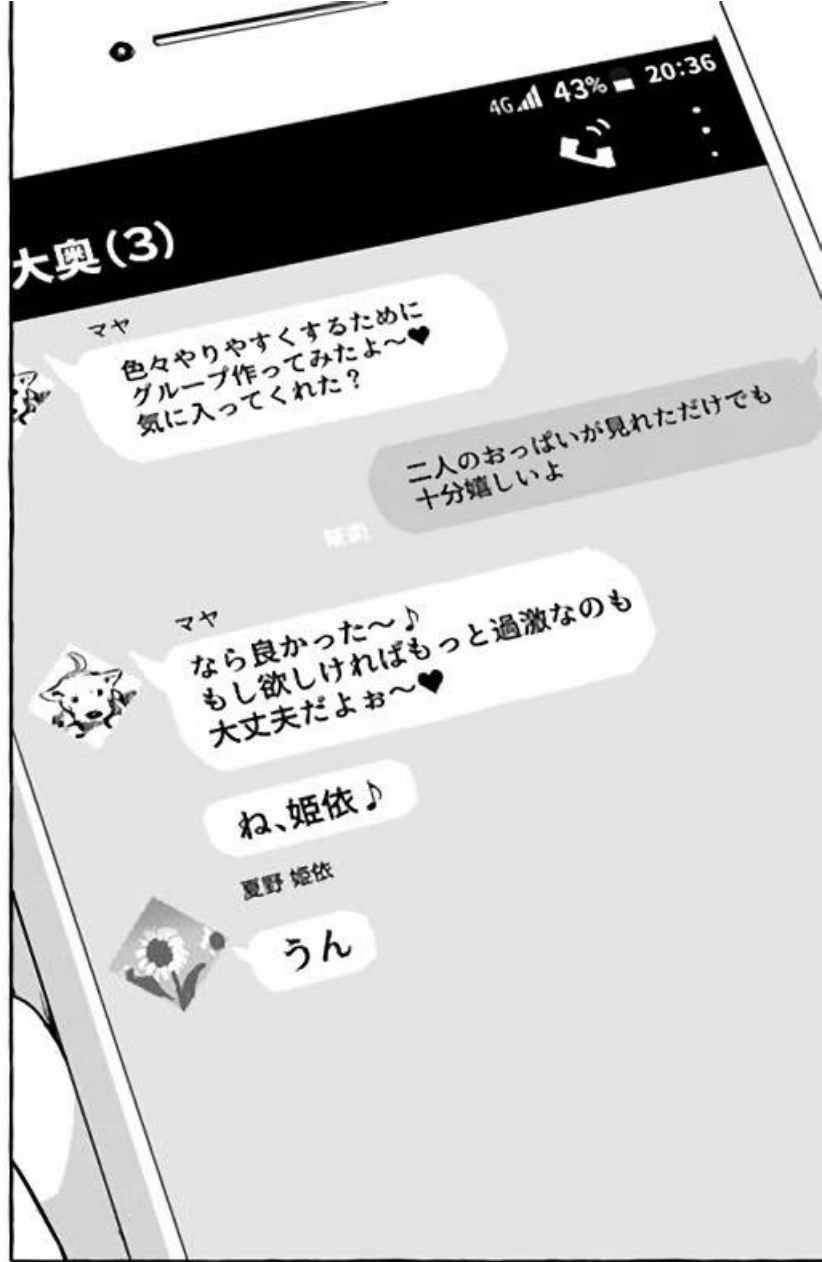 4G 43% 20:36
大奥(3)
マヤ
色々やりやすくするために
グループ作ってみたよ～♥
気に入ってくれた？
二人のおっぱいが見れただけでも
十分嬉しいよ
マヤ
なら良かった～♪
もし欲しければもっと過激なのも
大丈夫だよぉ～♥
ね、姫依♪
夏野 姫依
うん